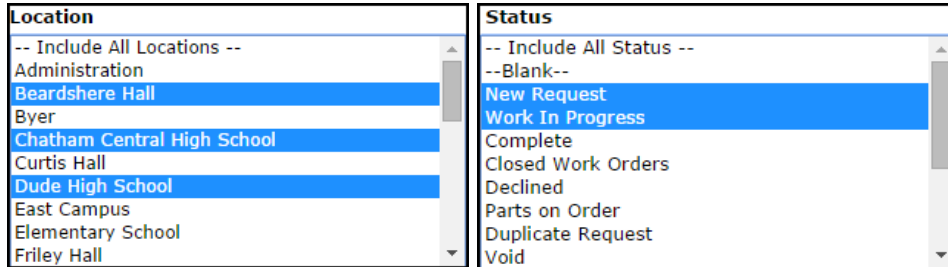 Location
-- Include All Locations --
Administration
Beardshere Hall
Byer
Chatham Central High School
Curtis Hall
Dude High School
East Campus
Elementary School
Friley Hall
Status
-- Include All Status --
--Blank--
New Request
Work In Progress
Complete
Closed Work Orders
Declined
Parts on Order
Duplicate Request
Void